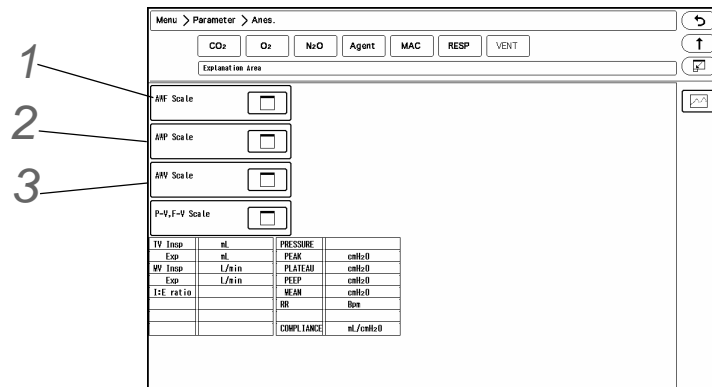 Menu > Parameter > Anes.
CO2 O2 N2O Agent MAC RESP VENT
Explanation Area
1
AWF Scale
2
AWP Scale
3
AWV Scale
P-V,F-V Scale
TV Insp mL PRESSURE
Exp mL PEAK cmH2O
MV Insp L/min PLATEAU cmH2O
Exp L/min PEEP cmH2O
I:E ratio MEAN cmH2O
RR Bpm
COMPLIANCE mL/cmH2O